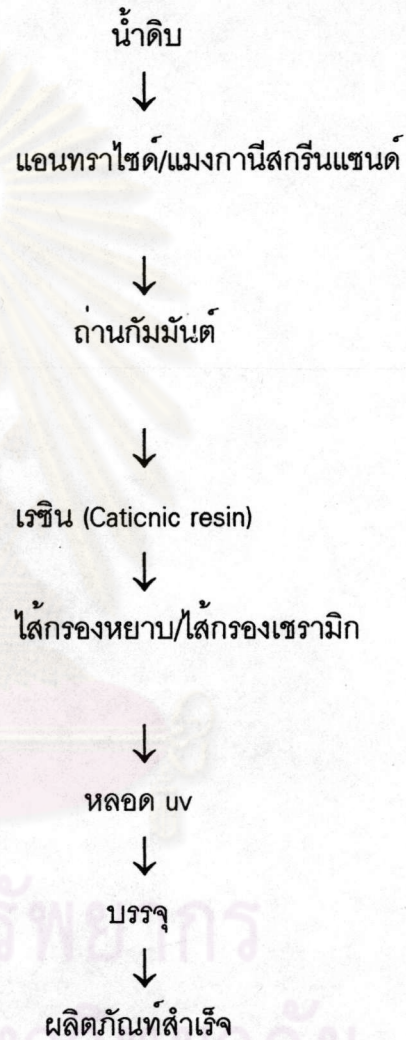 น้ำดิบ
↓
แอนทราไซด์/แมงกานีสกรีนแซนด์
↓
ถ่านกัมมันต์
↓
เรซิน (Caticnic resin)
↓
ไส้กรองหยาบ/ไส้กรองเซรามิก
↓
หลอด uv
↓
บรรจุ
↓
ผลิตภัณฑ์สำเร็จ